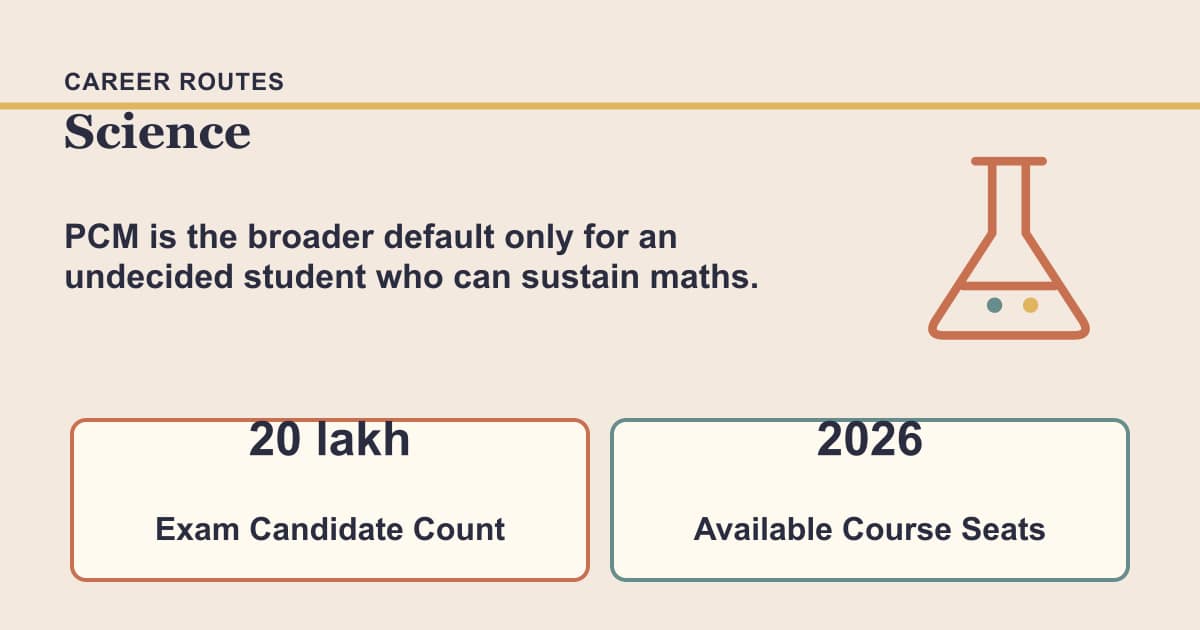 CAREER ROUTES
Science
PCM is the broader default only for an
undecided student who can sustain maths.
20 lakh
Exam Candidate Count
2026
Available Course Seats